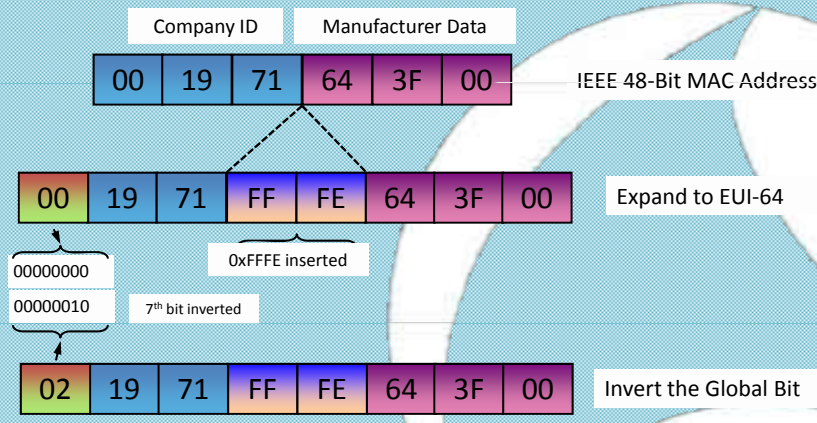 Company ID Manufacturer Data
00 19 71 64 3F 00 IEEE 48-Bit MAC Address
00 19 71 FF FE 64 3F 00 Expand to EUI-64
0xFFFE inserted
00000000
00000010 7th bit inverted
02 19 71 FF FE 64 3F 00 Invert the Global Bit